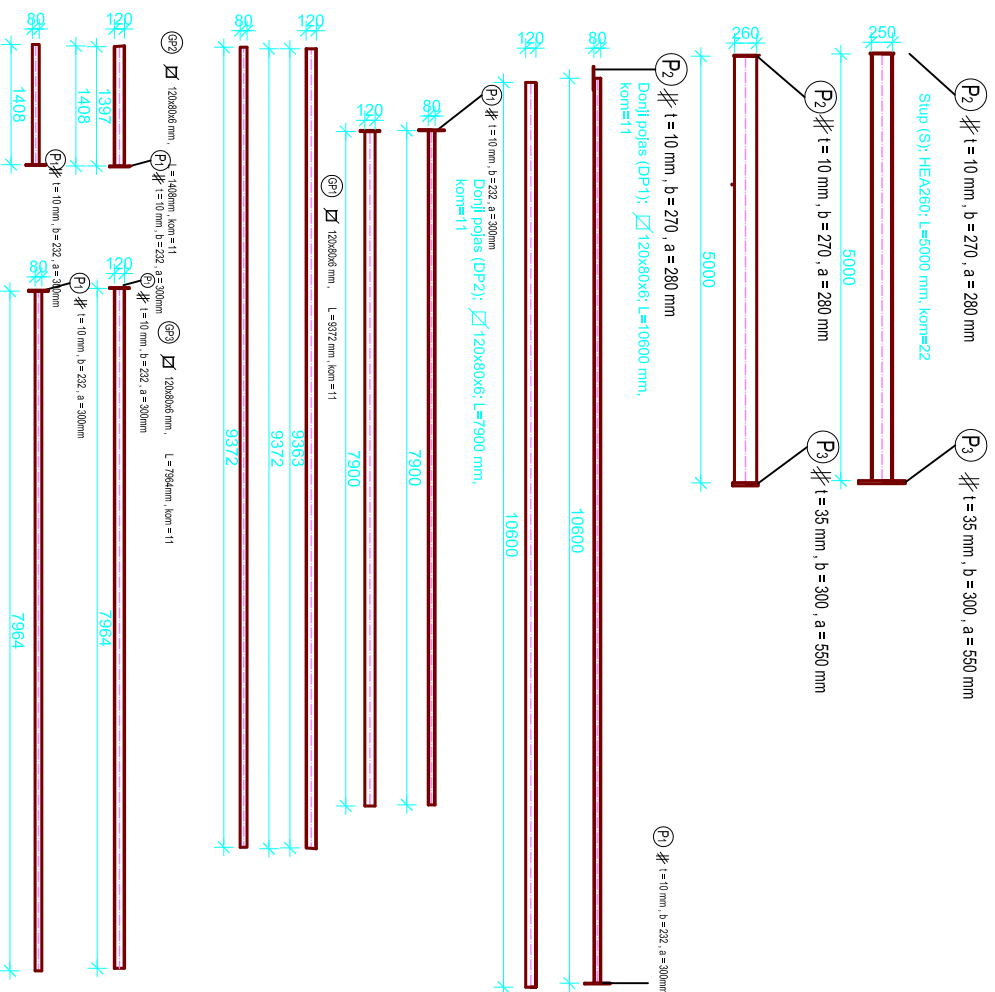 250
P2 # t = 10 mm , b = 270 , a = 280 mm
Stup (S); HEA260; L=5000 mm, kom=22
5000
P3 # t = 35 mm , b = 300 , a = 550 mm
260
P2 # t = 10 mm , b = 270 , a = 280 mm
5000
P3 # t = 35 mm , b = 300 , a = 550 mm
80
P2 # t = 10 mm , b = 270 , a = 280 mm
Donji pojas (DP1); 120x80x6; L=10600 mm,
kom=11
10600
P1 # t = 10 mm , b = 232 , a = 300mm
120
10600
P1 # t = 10 mm , b = 232 , a = 300mm
80
Donji pojas (DP2); 120x80x6; L=7900 mm,
kom=11
7900
120
7900
GP1 120x80x6 mm , L = 9372 mm , kom = 11
120
9363
9372
80
9372
GP2 120x80x6 mm , L = 1408mm , kom = 11
120
1397
1408
P1 # t = 10 mm , b = 232 , a = 300mm
80
1408
P1 # t = 10 mm , b = 232 , a = 300mm
GP3 120x80x6 mm , L = 7964mm , kom = 11
P1 # t = 10 mm , b = 232 , a = 300mm
120
7964
P1 # t = 10 mm , b = 232 , a = 300mm
80
7964